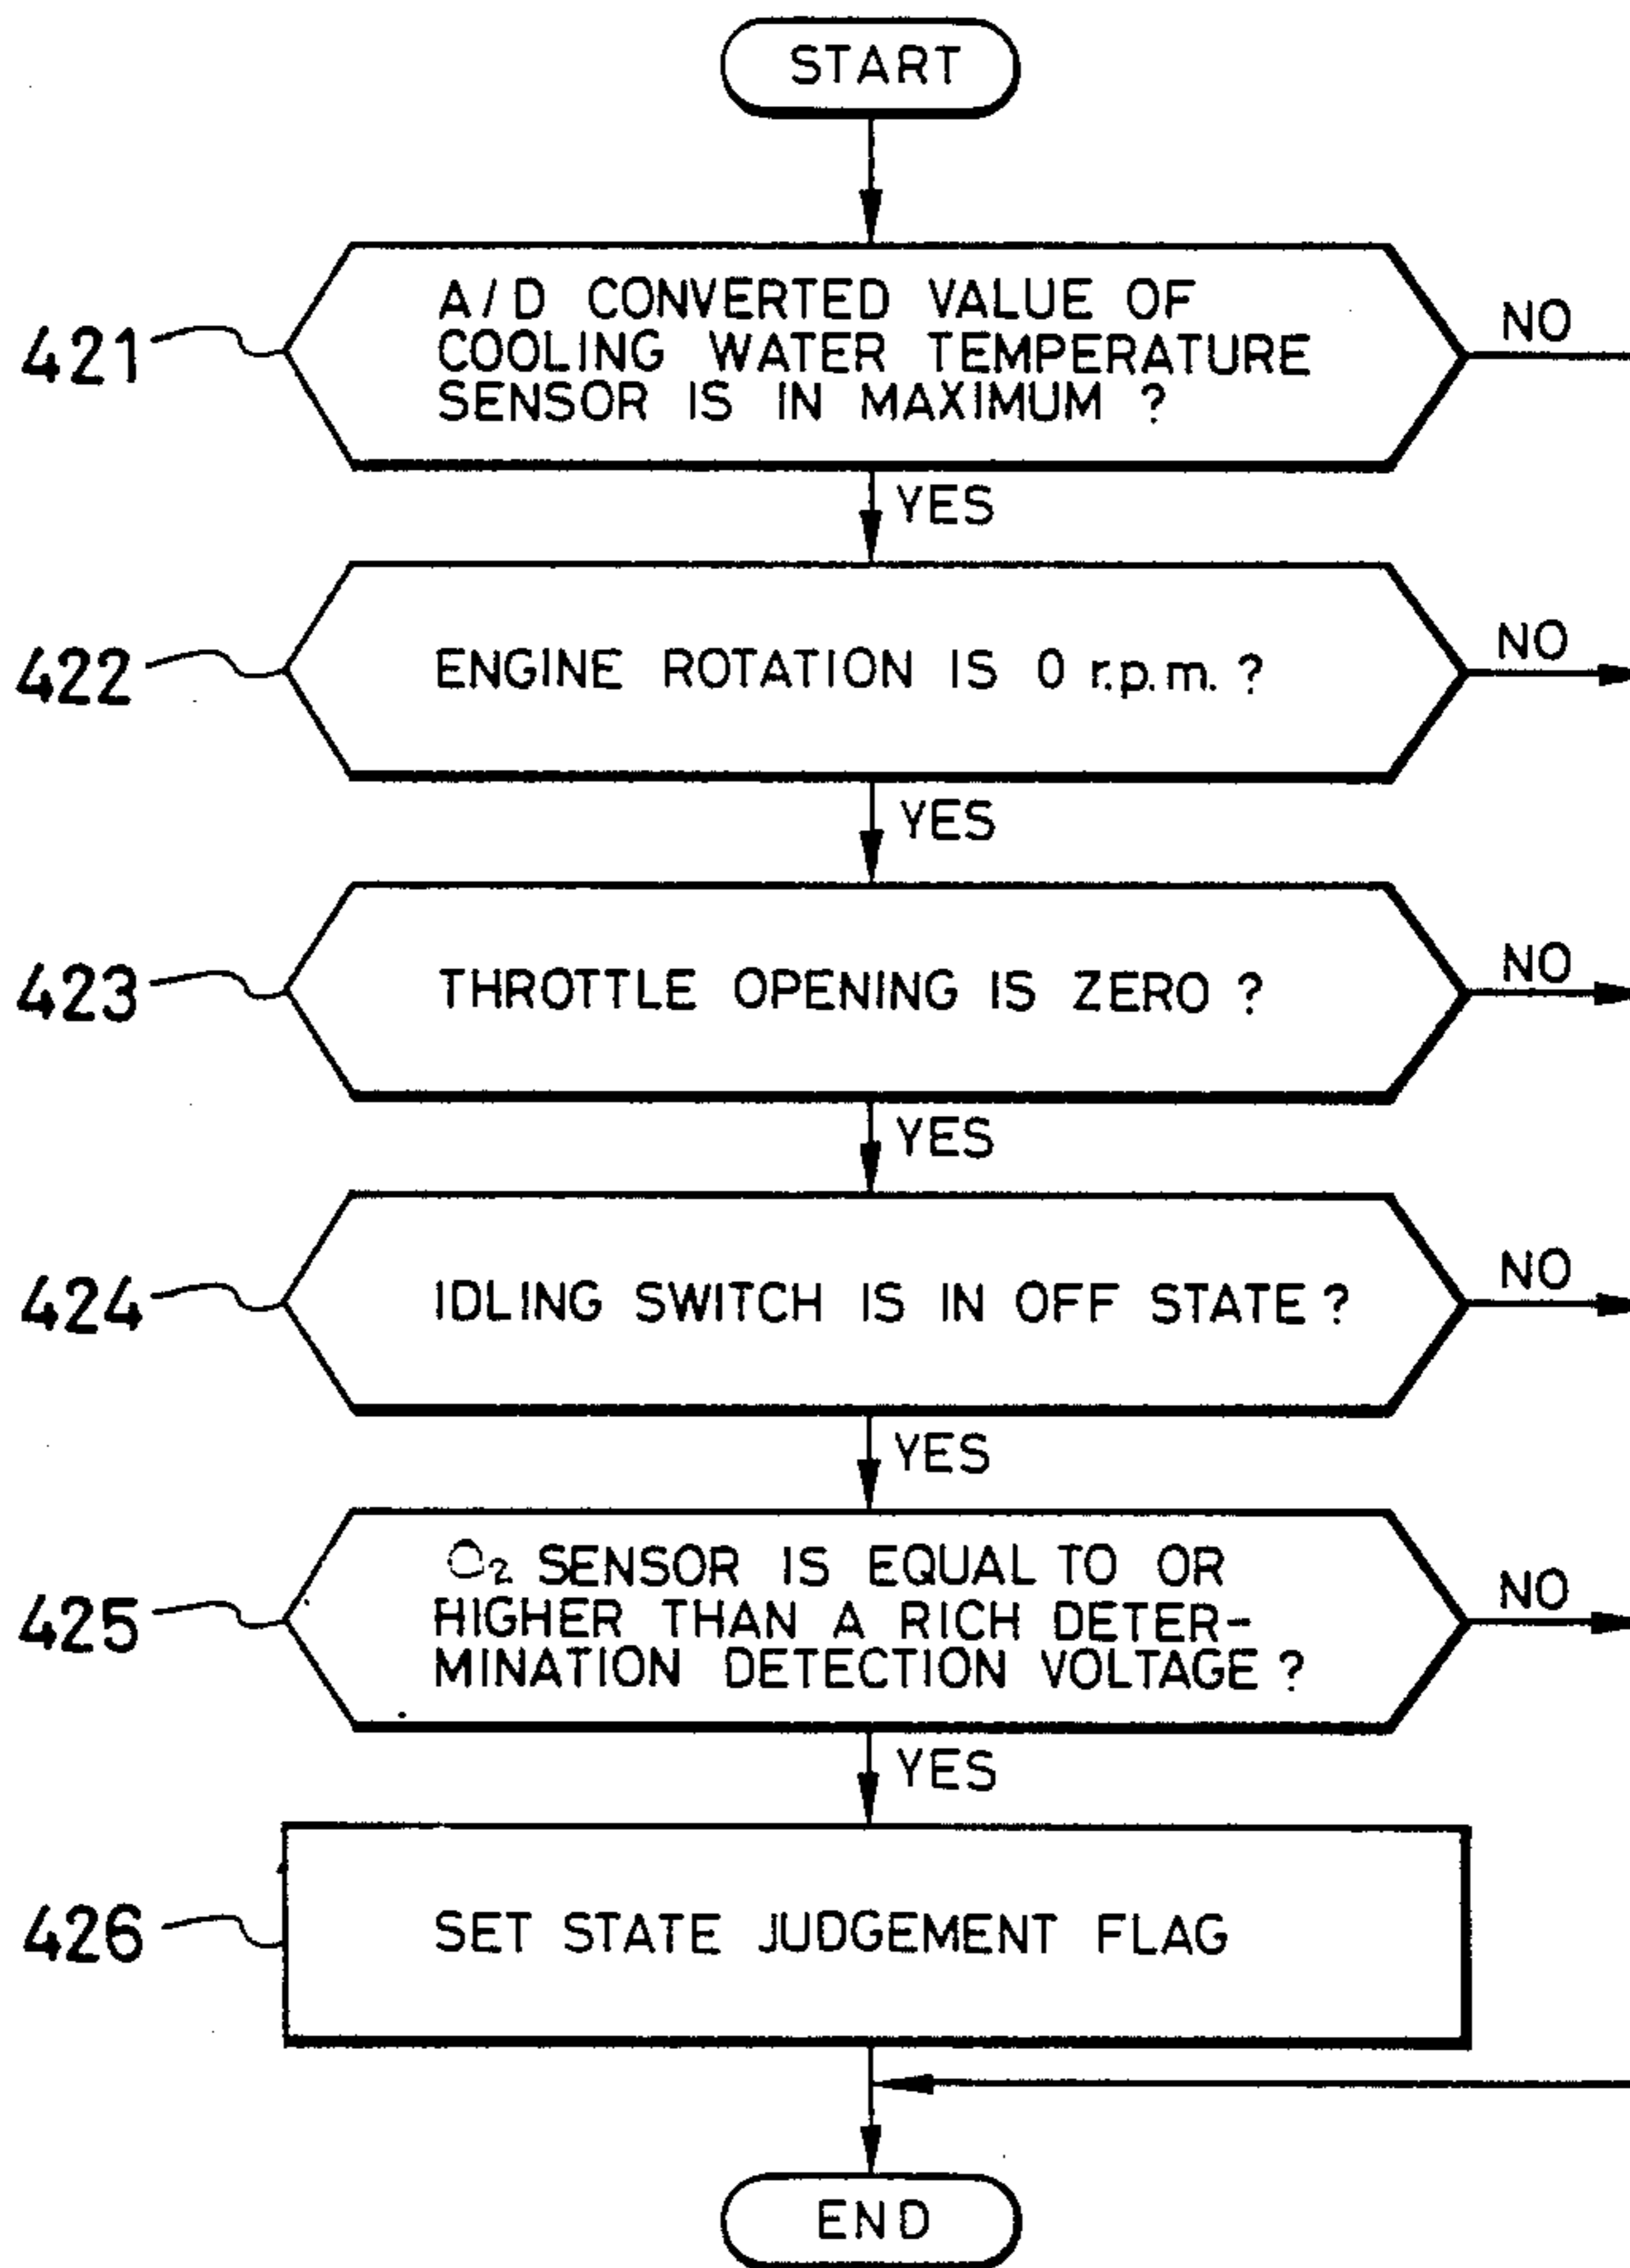 START
A/D CONVERTED VALUE OF
COOLING WATER TEMPERATURE
SENSOR IS IN MAXIMUM ?
NO
421
YES
ENGINE ROTATION IS 0 r.p.m. ?
NO
422
YES
THROTTLE OPENING IS ZERO ?
NO
423
YES
IDLING SWITCH IS IN OFF STATE ?
NO
424
YES
O₂ SENSOR IS EQUAL TO OR
HIGHER THAN A RICH DETER-
MINATION DETECTION VOLTAGE ?
NO
425
YES
SET STATE JUDGEMENT FLAG
426
END